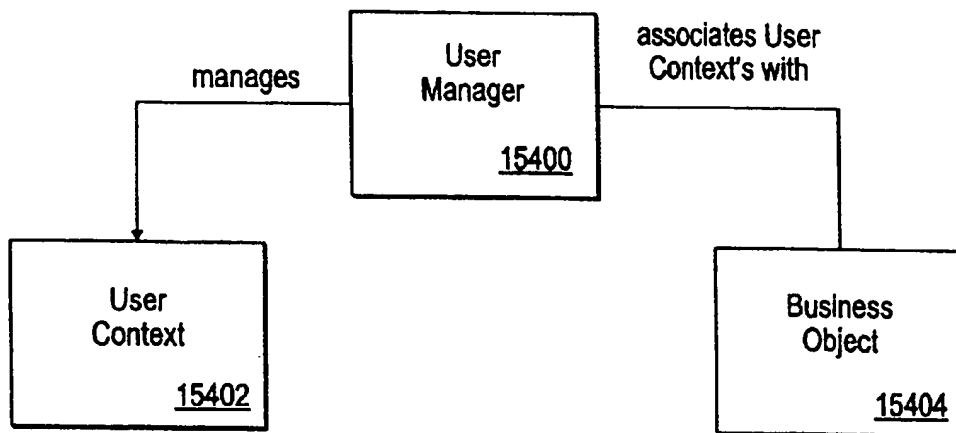 manages
User
Manager
15400
associates User
Context's with
User
Context
15402
Business
Object
15404